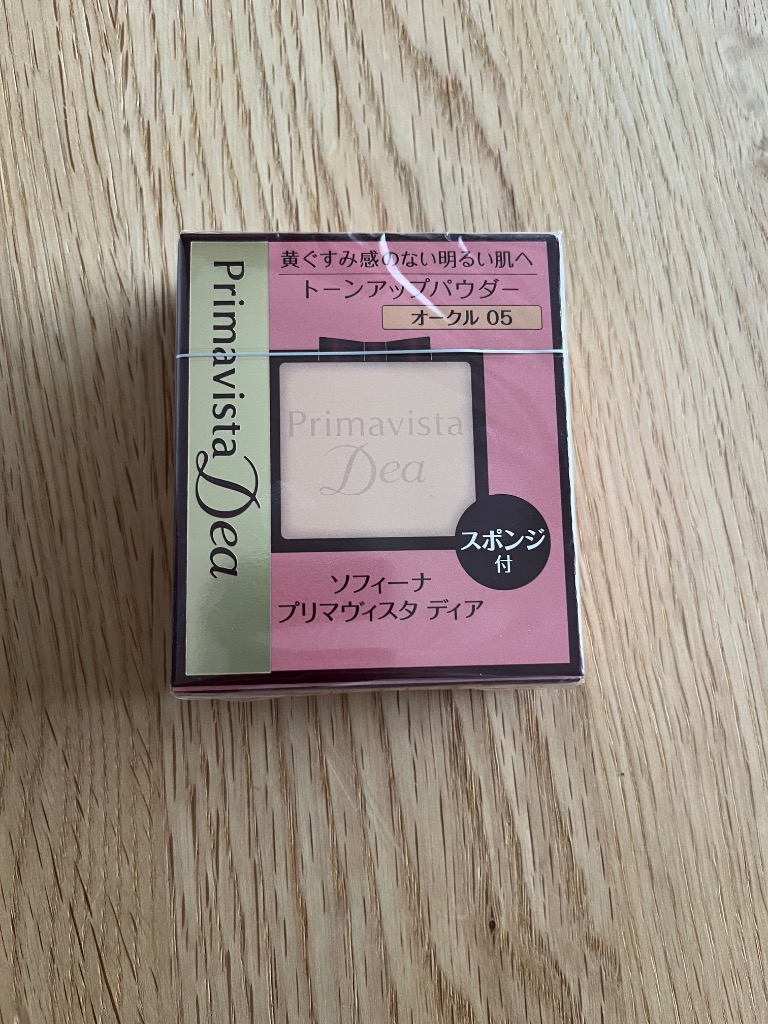 黄ぐすみ感のない明るい肌へ
トーンアップパウダー
オークル 05
Primavista Dea
Primavista
Dea
スポンジ
付
ソフィーナ
プリマヴィスタ ディア